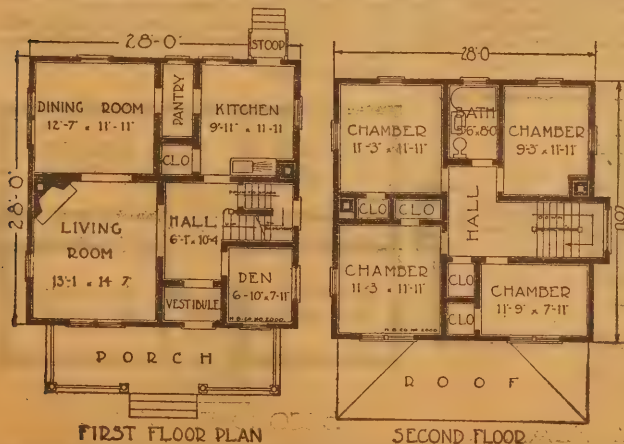 28'-0"
STOOP
DINING ROOM
12'-7" x 11'-11"
PANTRY
KITCHEN
9'-11" x 11-11
CLO
28'-0"
LIVING
ROOM
13'-1 x 14 7"
HALL
6'-1" x 10-4
DEN
6-10" x 7-11"
VESTIBULE
PORCH
FIRST FLOOR PLAN
28-0
CHAMBER
11'-3" x 11-11"
BATH
CHAMBER
9-3" x 11-11"
CLO
CLO
HALL
CHAMBER
11-3 x 11-11"
CLO
CLO
CHAMBER
11'-9" x 7-11"
ROOF
SECOND FLOOR